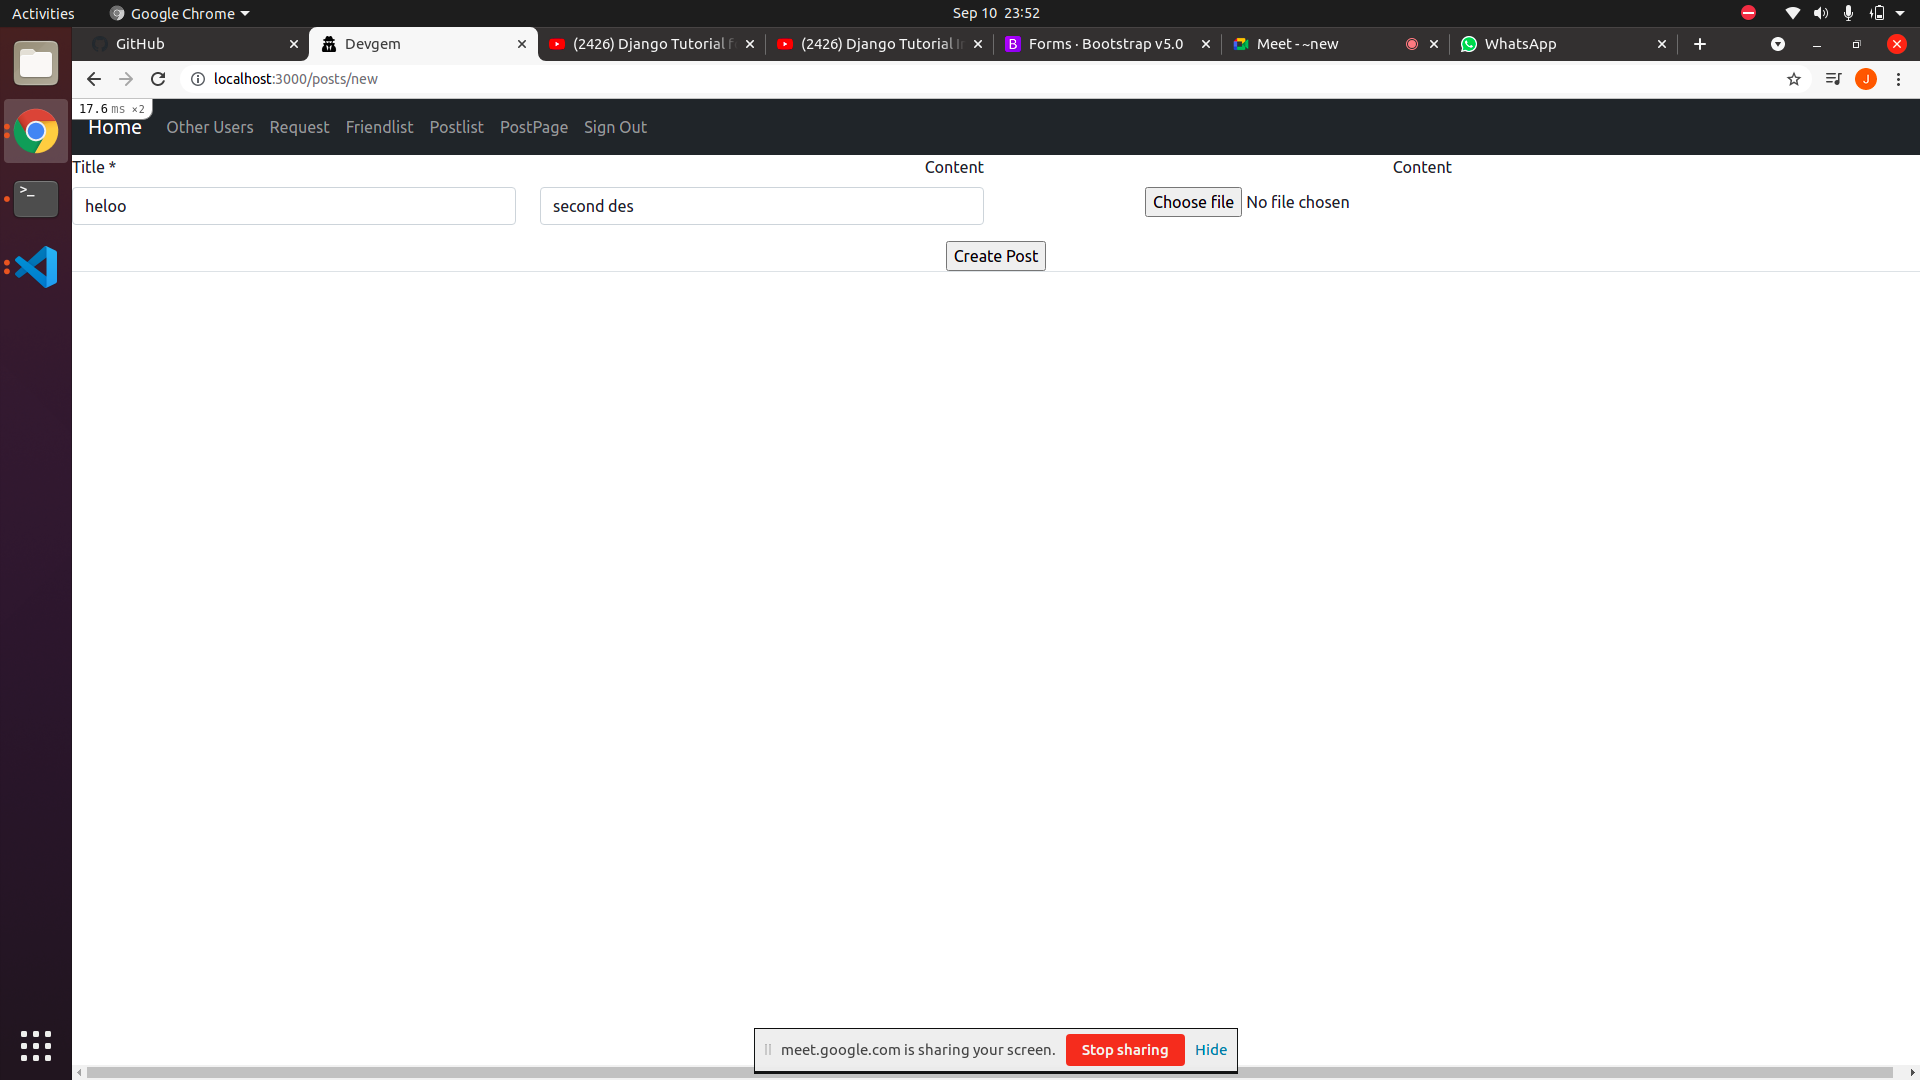 Activities
Google Chrome
Sep 10 23:52
GitHub
Devgem
(2426) Django Tutorial f
(2426) Django Tutorial I
B
Forms · Bootstrap v5.0
Meet - ~new
WhatsApp
localhost:3000/posts/new
J
17.6 ms ×2
Home
Other Users
Request
Friendlist
Postlist
PostPage
Sign Out
Title *
Content
Content
heloo
second des
Choose file
No file chosen
Create Post
meet.google.com is sharing your screen.
Stop sharing
Hide